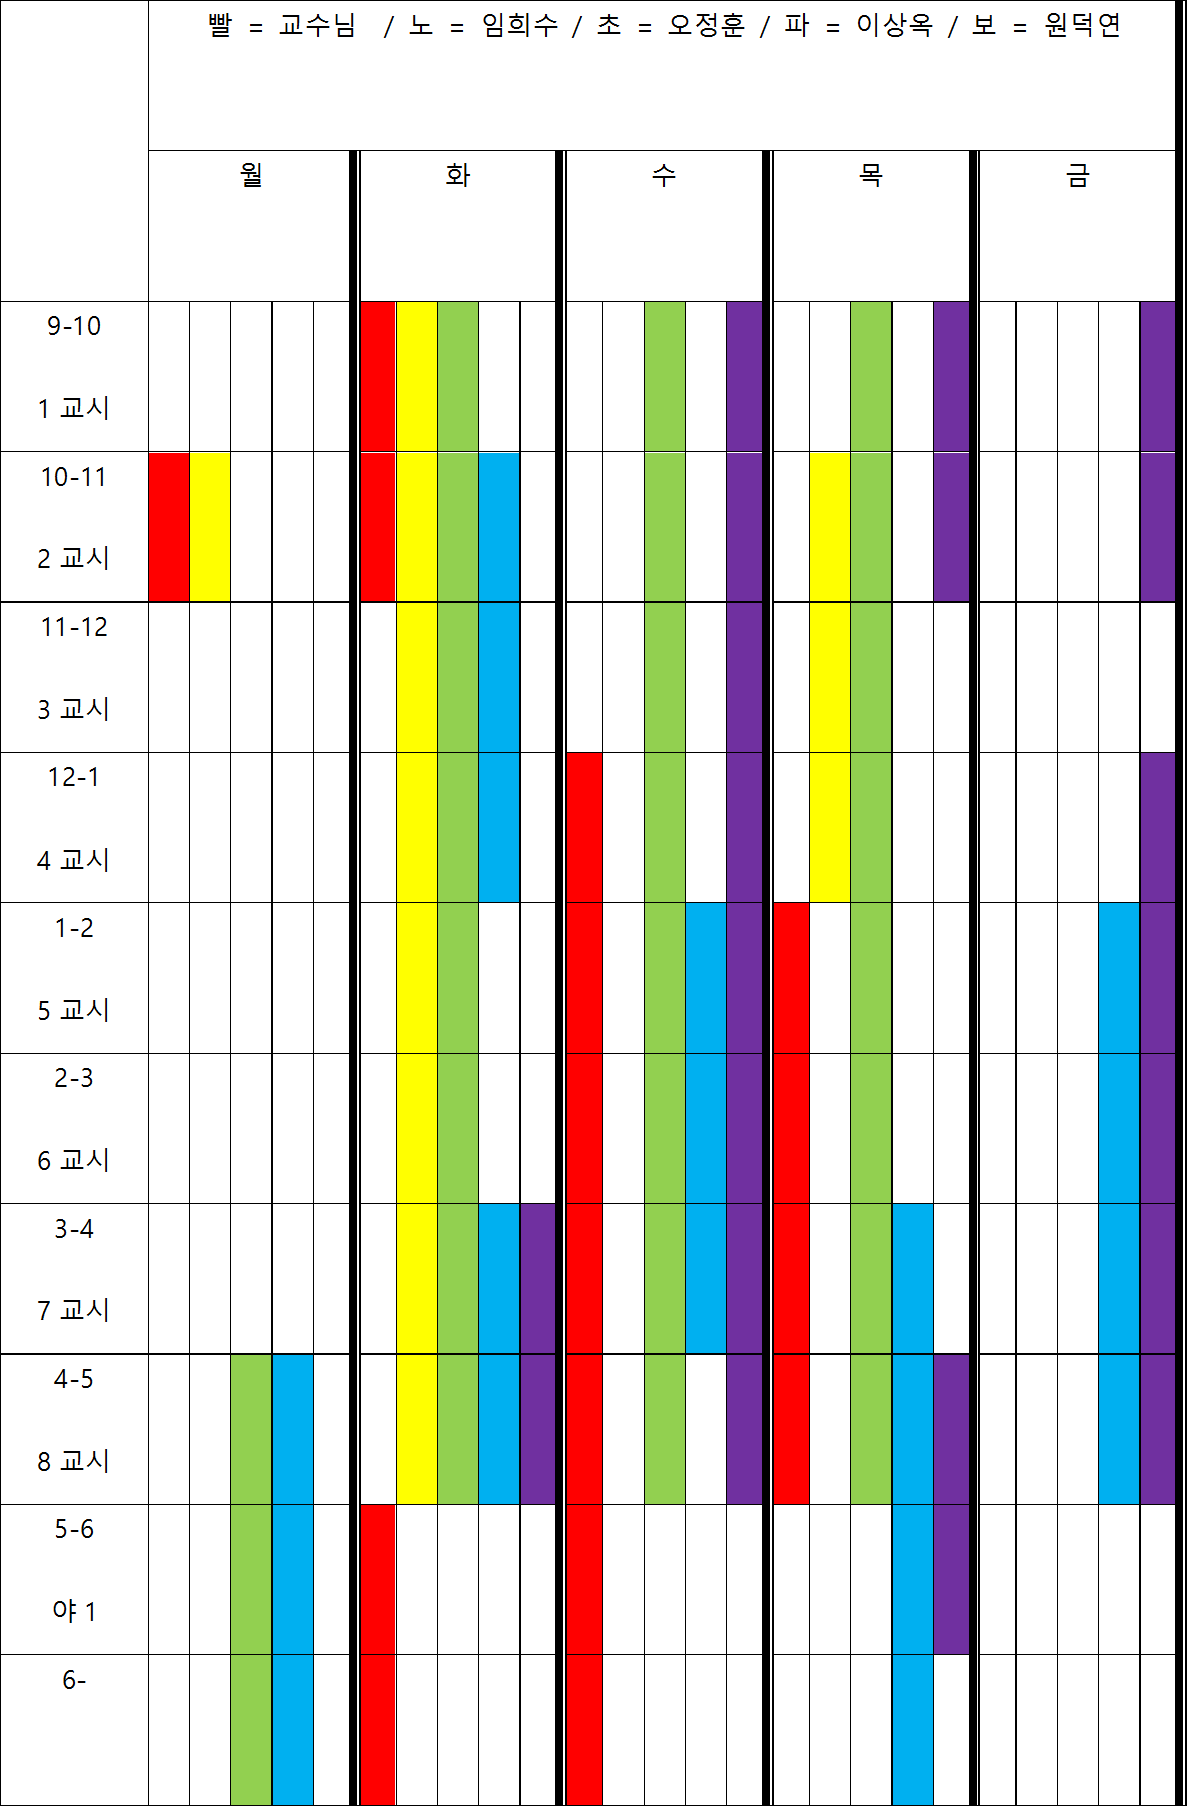 빨 = 교수님 / 노 = 임희수 / 초 = 오정훈 / 파 = 이상옥 / 보 = 원덕연
월 화 수 목 금
9-10
1 교시
10-11
2 교시
11-12
3 교시
12-1
4 교시
1-2
5 교시
2-3
6 교시
3-4
7 교시
4-5
8 교시
5-6
야 1
6-